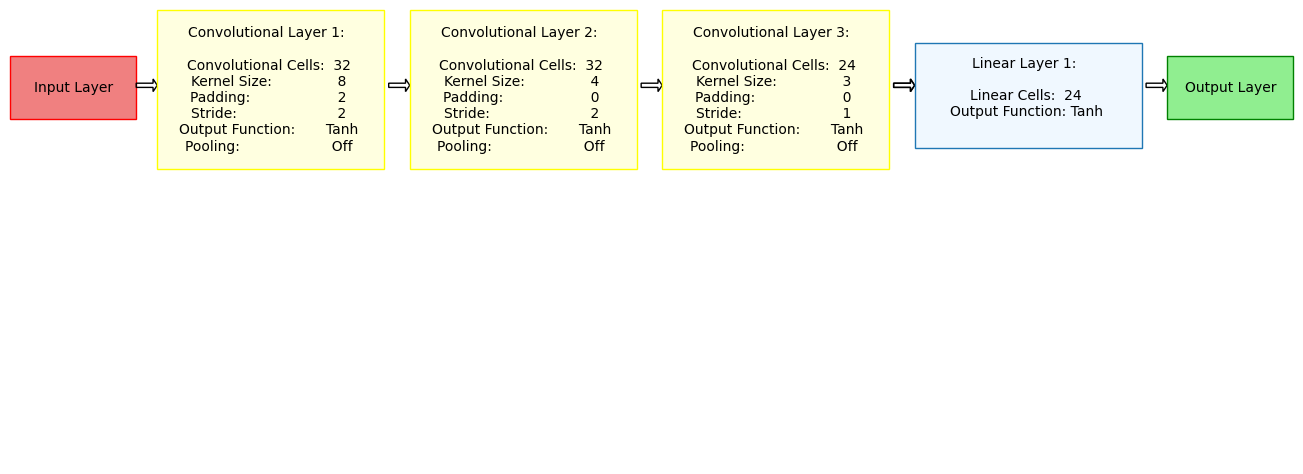 Input Layer
Convolutional Layer 1:
Convolutional Cells: 32
Kernel Size: 8
Padding: 2
Stride: 2
Output Function: Tanh
Pooling: Off
Convolutional Layer 2:
Convolutional Cells: 32
Kernel Size: 4
Padding: 0
Stride: 2
Output Function: Tanh
Pooling: Off
Convolutional Layer 3:
Convolutional Cells: 24
Kernel Size: 3
Padding: 0
Stride: 1
Output Function: Tanh
Pooling: Off
Linear Layer 1:
Linear Cells: 24
Output Function: Tanh
Output Layer